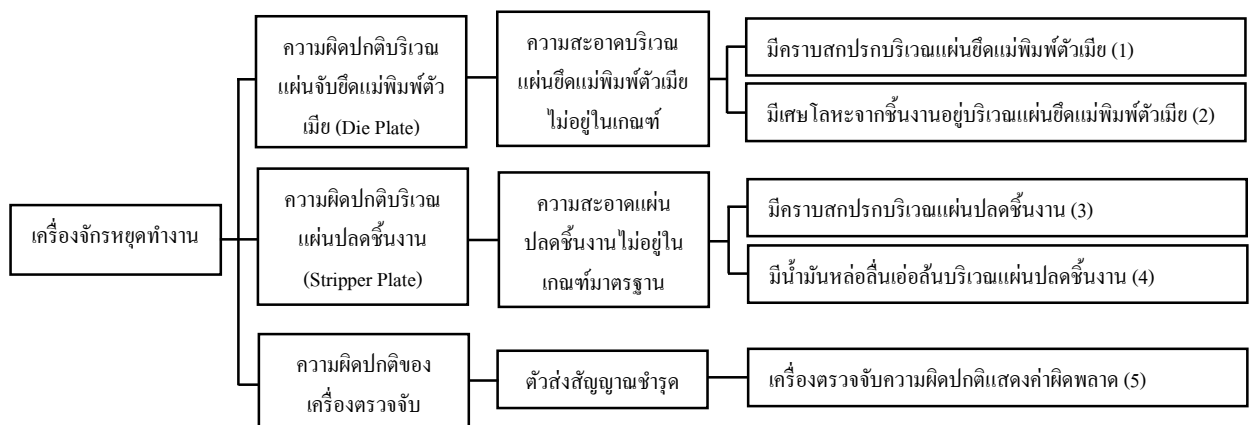 เครื่องจักรหยุดทำงาน
ความผิดปกติบริเวณ
แผ่นจับยึดแม่พิมพ์ตัว
เมีย (Die Plate)
ความสะอาดบริเวณ
แผ่นยึดแม่พิมพ์ตัวเมีย
ไม่อยู่ในเกณฑ์
มีคราบสกปรกบริเวณแผ่นยึดแม่พิมพ์ตัวเมีย (1)
มีเศษโลหะจากชิ้นงานอยู่บริเวณแผ่นยึดแม่พิมพ์ตัวเมีย (2)
ความผิดปกติบริเวณ
แผ่นปลดชิ้นงาน
(Stripper Plate)
ความสะอาดแผ่น
ปลดชิ้นงานไม่อยู่ใน
เกณฑ์มาตรฐาน
มีคราบสกปรกบริเวณแผ่นปลดชิ้นงาน (3)
มีน้ำมันหล่อลื่นเอ่อล้นบริเวณแผ่นปลดชิ้นงาน (4)
ความผิดปกติของ
เครื่องตรวจจับ
ตัวส่งสัญญาณชำรุด
เครื่องตรวจจับความผิดปกติแสดงค่าผิดพลาด (5)